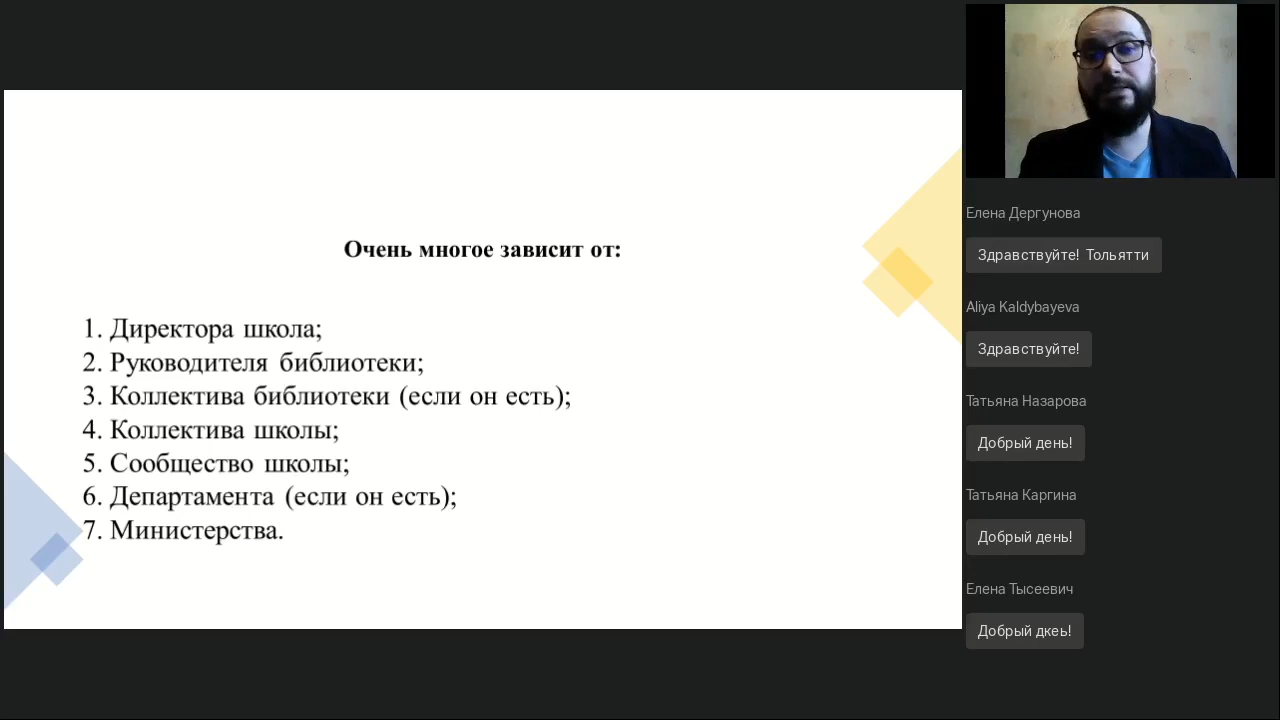 Очень многое зависит от:
1. Директора школа;
2. Руководителя библиотеки;
3. Коллектива библиотеки (если он есть);
4. Коллектива школы;
5. Сообщество школы;
6. Департамента (если он есть);
7. Министерства.
Елена Дергунова
Здравствуйте! Тольятти
Aliya Kaldybayeva
Здравствуйте!
Татьяна Назарова
Добрый день!
Татьяна Каргина
Добрый день!
Елена Тысеевич
Добрый дкеь!